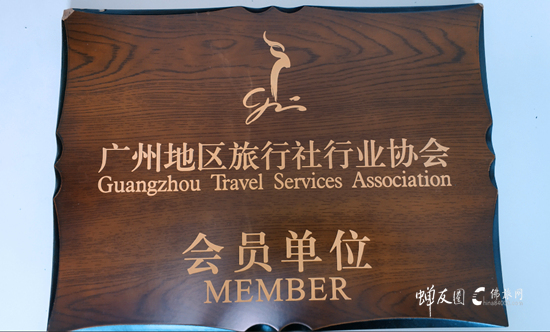 广州地区旅行社行业协会
Guangzhou Travel Services Association
会员单位
MEMBER
蝉友圈 佛旅网